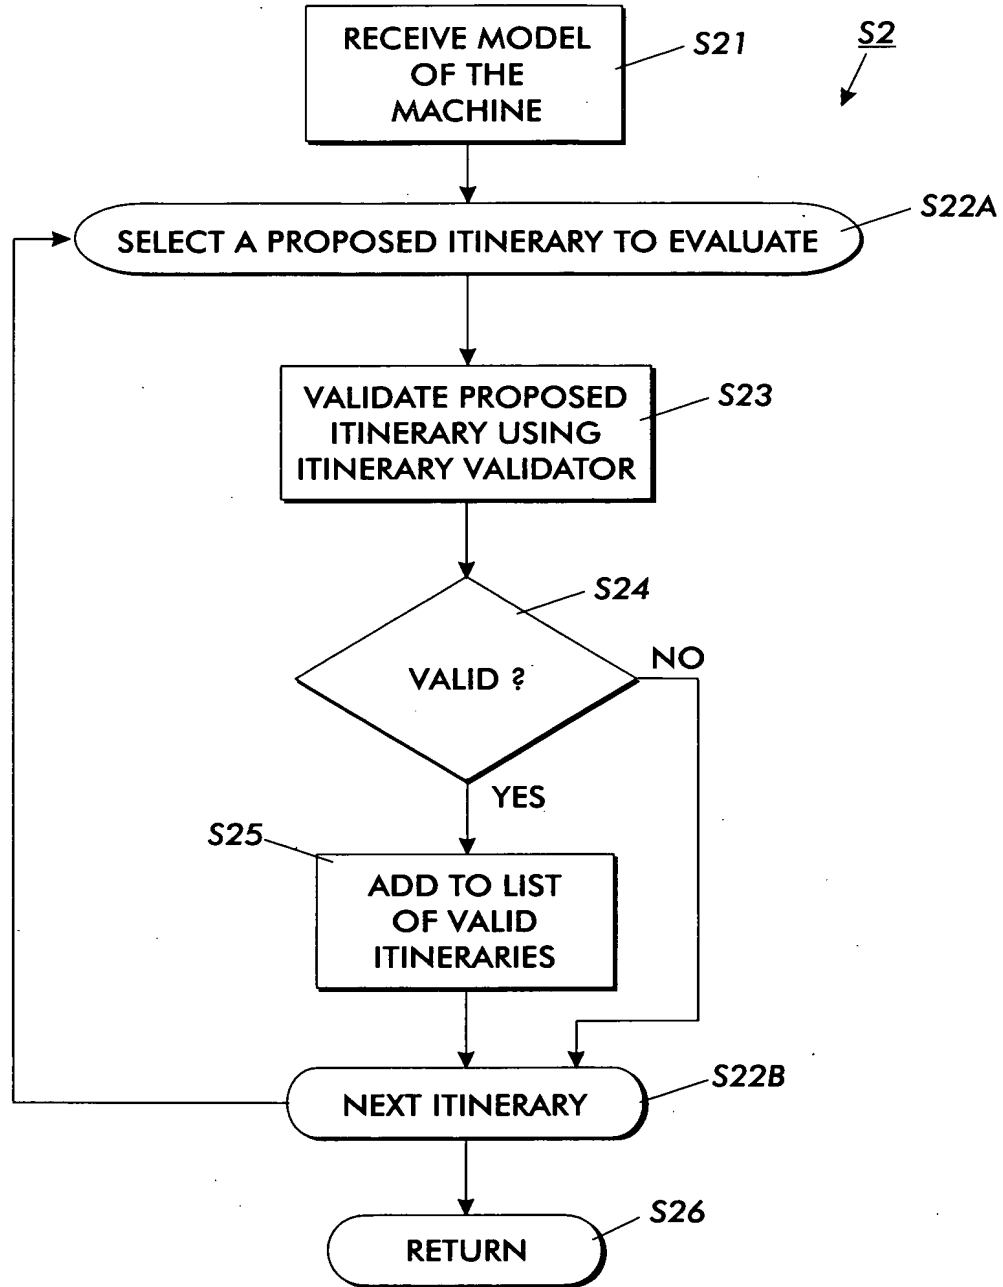 RECEIVE MODEL
OF THE
MACHINE
S21
S2
S22A
SELECT A PROPOSED ITINERARY TO EVALUATE
VALIDATE PROPOSED
ITINERARY USING
ITINERARY VALIDATOR
S23
S24
VALID ?
NO
YES
S25
ADD TO LIST
OF VALID
ITINERARIES
S22B
NEXT ITINERARY
S26
RETURN